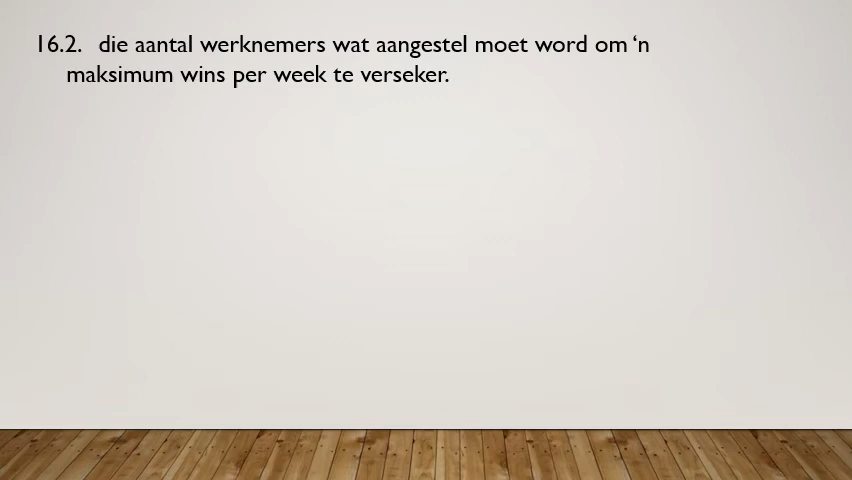 16.2. die aantal werknemers wat aangestel moet word om ‘n
maksimum wins per week te verseker.